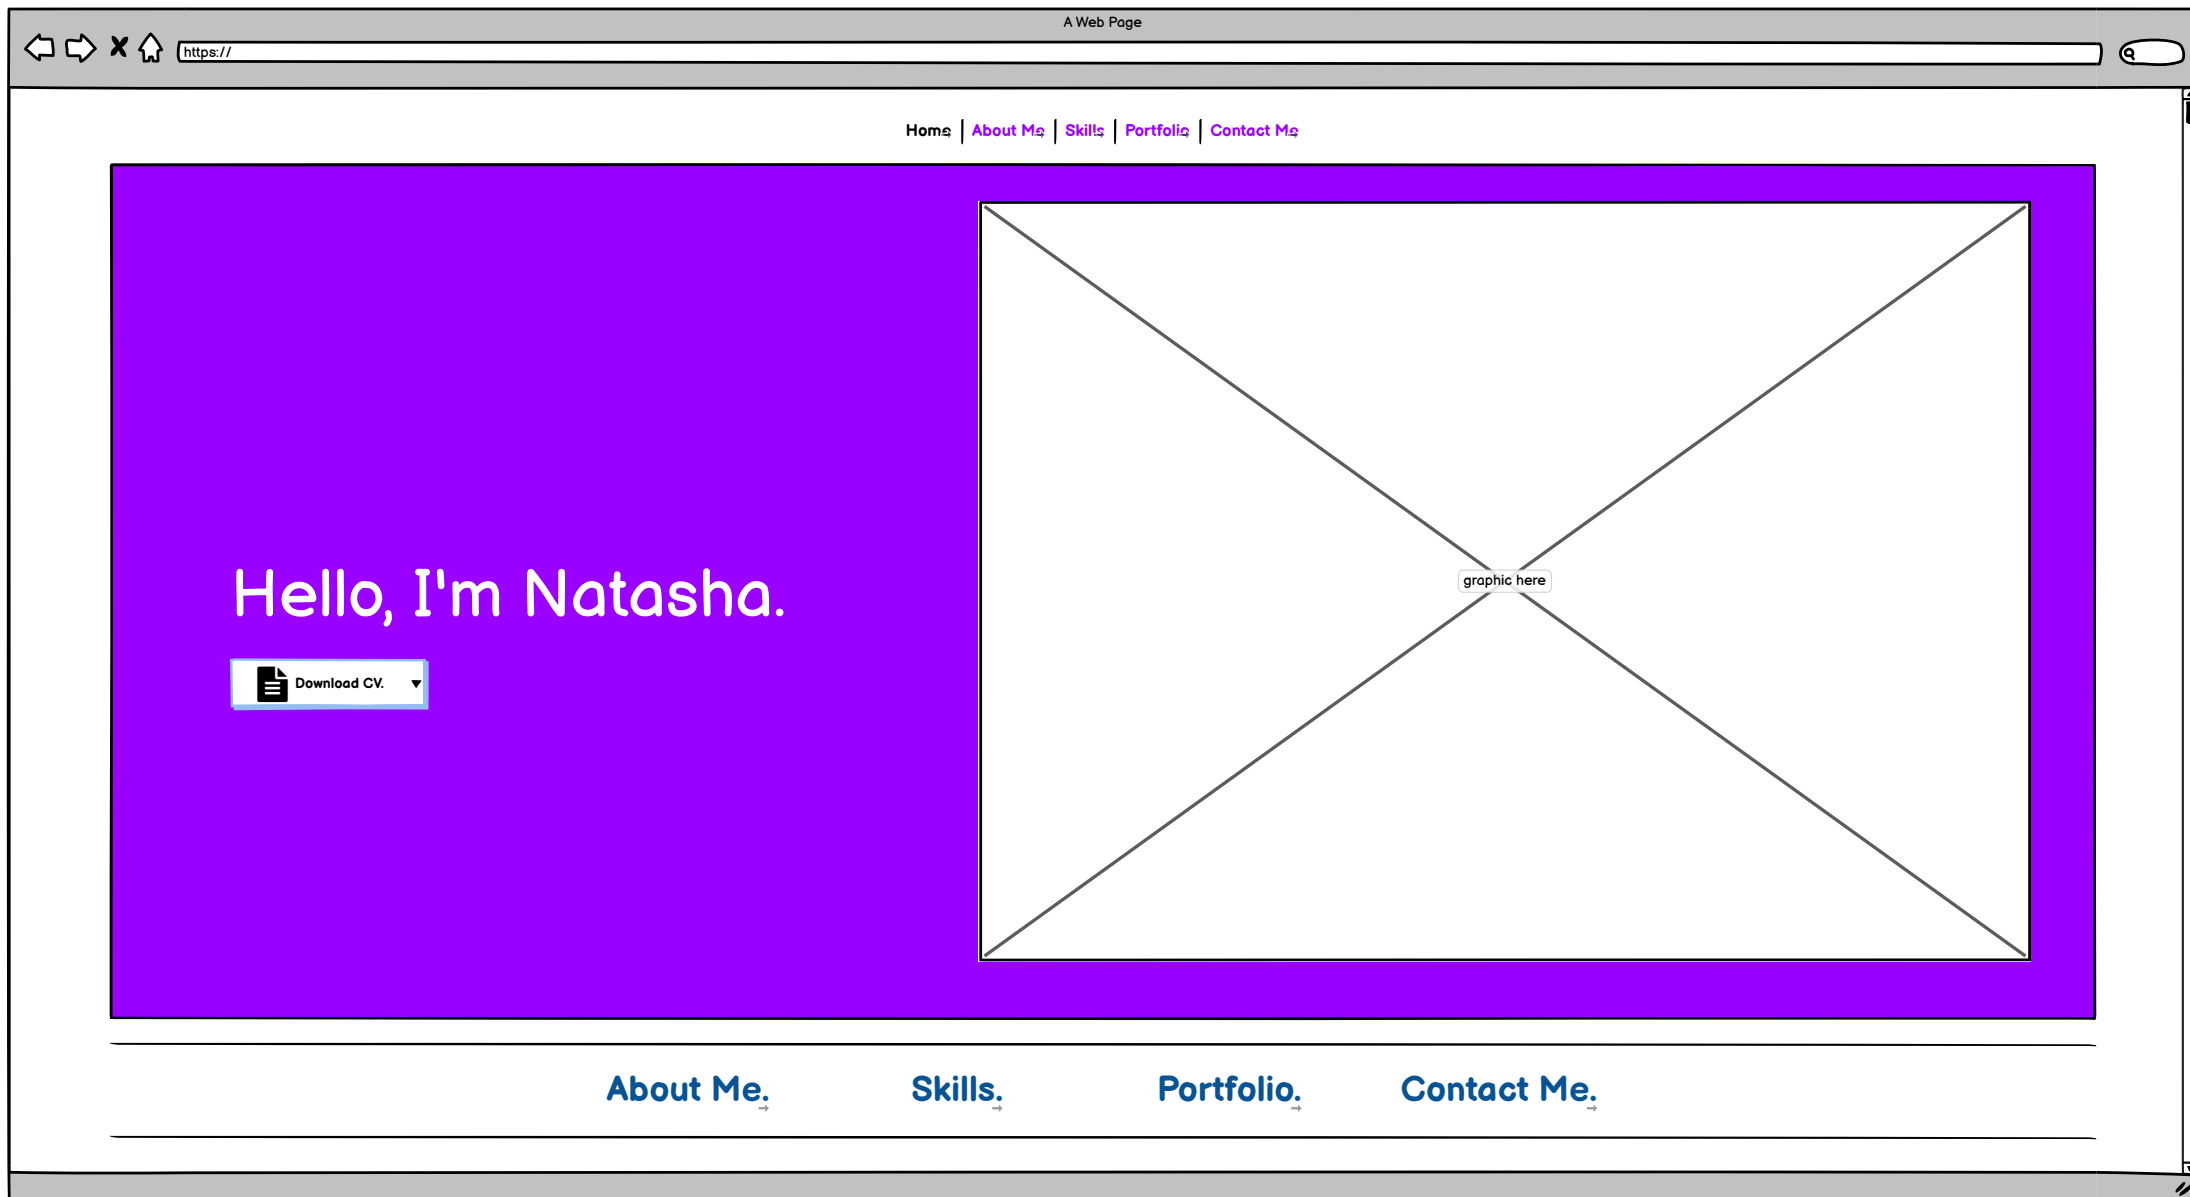 A Web Page
https://
Home About Me Skills Portfolio Contact Me
Hello, I'm Natasha.
graphic here
Download CV.
About Me. Skills. Portfolio. Contact Me.